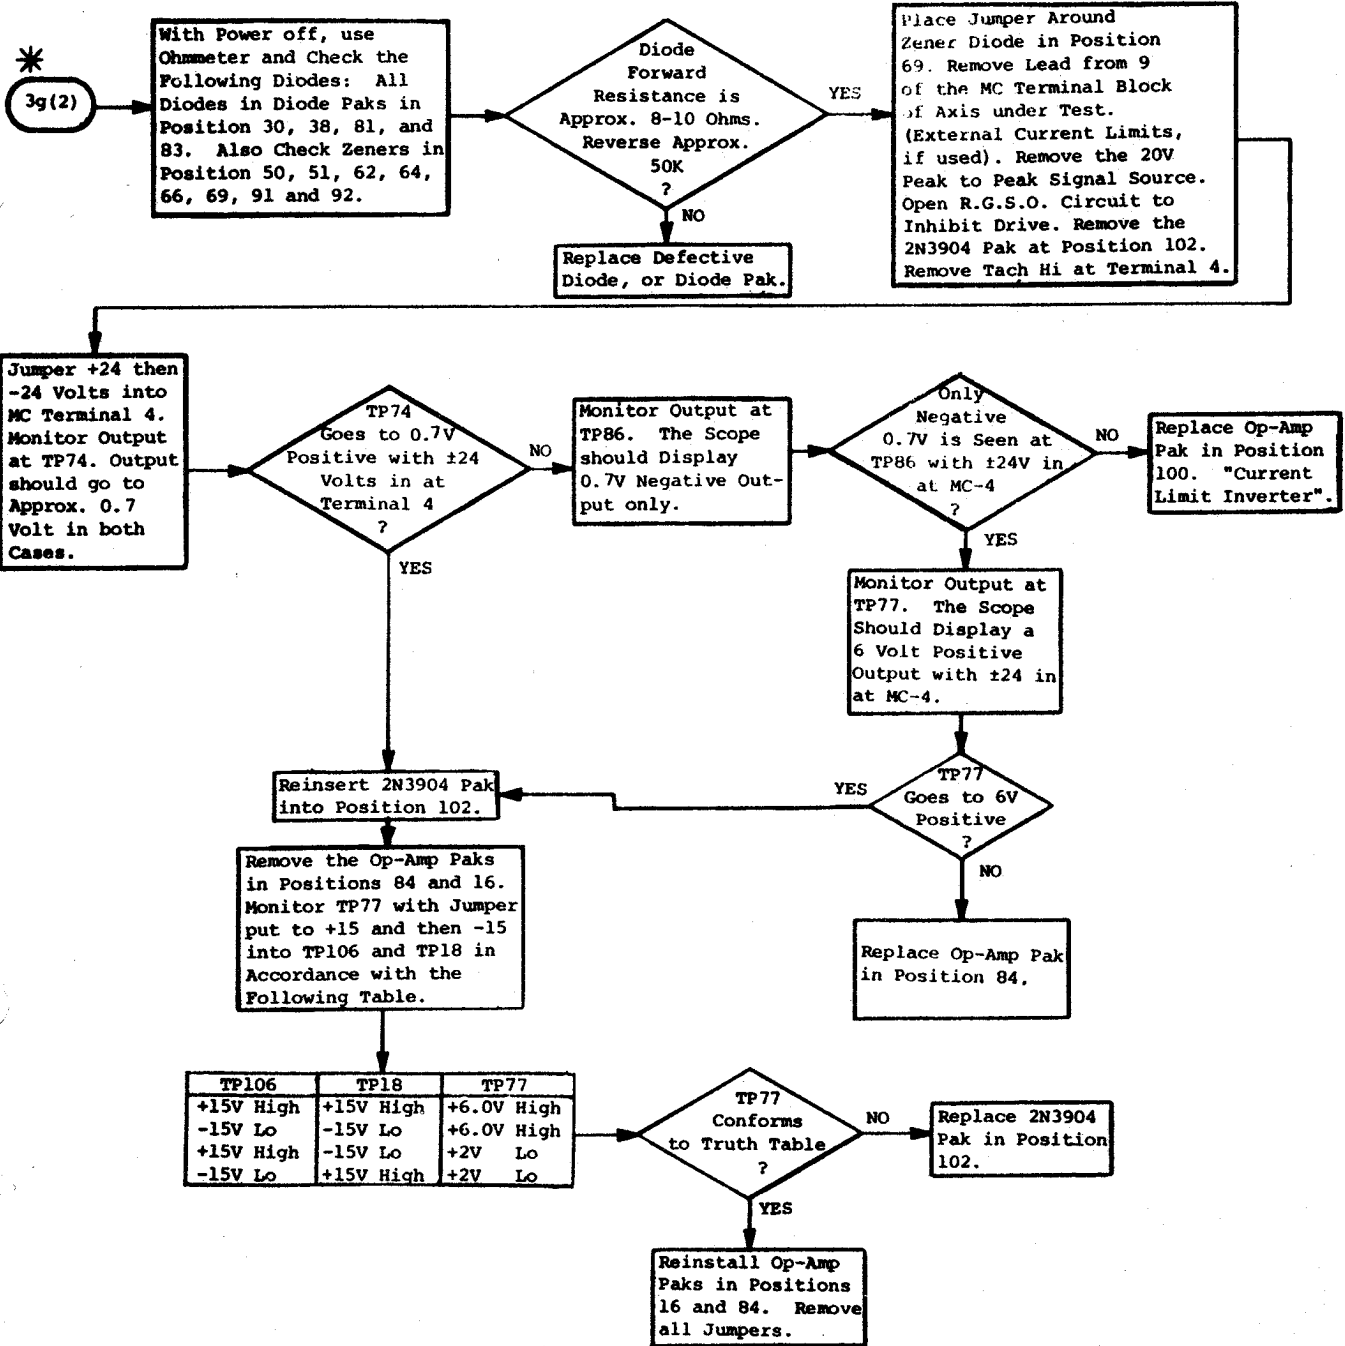 3g(2)
With Power off, use
Ohmmeter and Check the
Following Diodes: All
Diodes in Diode Paks in
Position 30, 38, 81, and
83. Also Check Zeners in
Position 50, 51, 62, 64,
66, 69, 91 and 92.
Diode
Forward
Resistance is
Approx. 8-10 Ohms.
Reverse Approx.
50K
?
YES
NO
Replace Defective
Diode, or Diode Pak.
Place Jumper Around
Zener Diode in Position
69. Remove Lead from 9
of the MC Terminal Block
of Axis under Test.
(External Current Limits,
if used). Remove the 20V
Peak to Peak Signal Source.
Open R.G.S.O. Circuit to
Inhibit Drive. Remove the
2N3904 Pak at Position 102.
Remove Tach Hi at Terminal 4.
Jumper +24 then
-24 Volts into
MC Terminal 4.
Monitor Output
at TP74. Output
should go to
Approx. 0.7
Volt in both
Cases.
TP74
Goes to 0.7V
Positive with ±24
Volts in at
Terminal 4
?
NO
YES
Monitor Output at
TP86. The Scope
should Display
0.7V Negative Out-
put only.
Only
Negative
0.7V is Seen at
TP86 with ±24V in
at MC-4
?
NO
YES
Replace Op-Amp
Pak in Position
100. "Current
Limit Inverter".
Monitor Output at
TP77. The Scope
Should Display a
6 Volt Positive
Output with ±24 in
at MC-4.
TP77
Goes to 6V
Positive
?
YES
NO
Replace Op-Amp Pak
in Position 84.
Reinsert 2N3904 Pak
into Position 102.
Remove the Op-Amp Paks
in Positions 84 and 16.
Monitor TP77 with Jumper
put to +15 and then -15
into TP106 and TP18 in
Accordance with the
Following Table.
TP106 TP18 TP77
+15V High +15V High +6.0V High
-15V Lo -15V Lo +6.0V High
+15V High -15V Lo +2V Lo
-15V Lo +15V High +2V Lo
TP77
Conforms
to Truth Table
?
NO
YES
Replace 2N3904
Pak in Position
102.
Reinstall Op-Amp
Paks in Positions
16 and 84. Remove
all Jumpers.